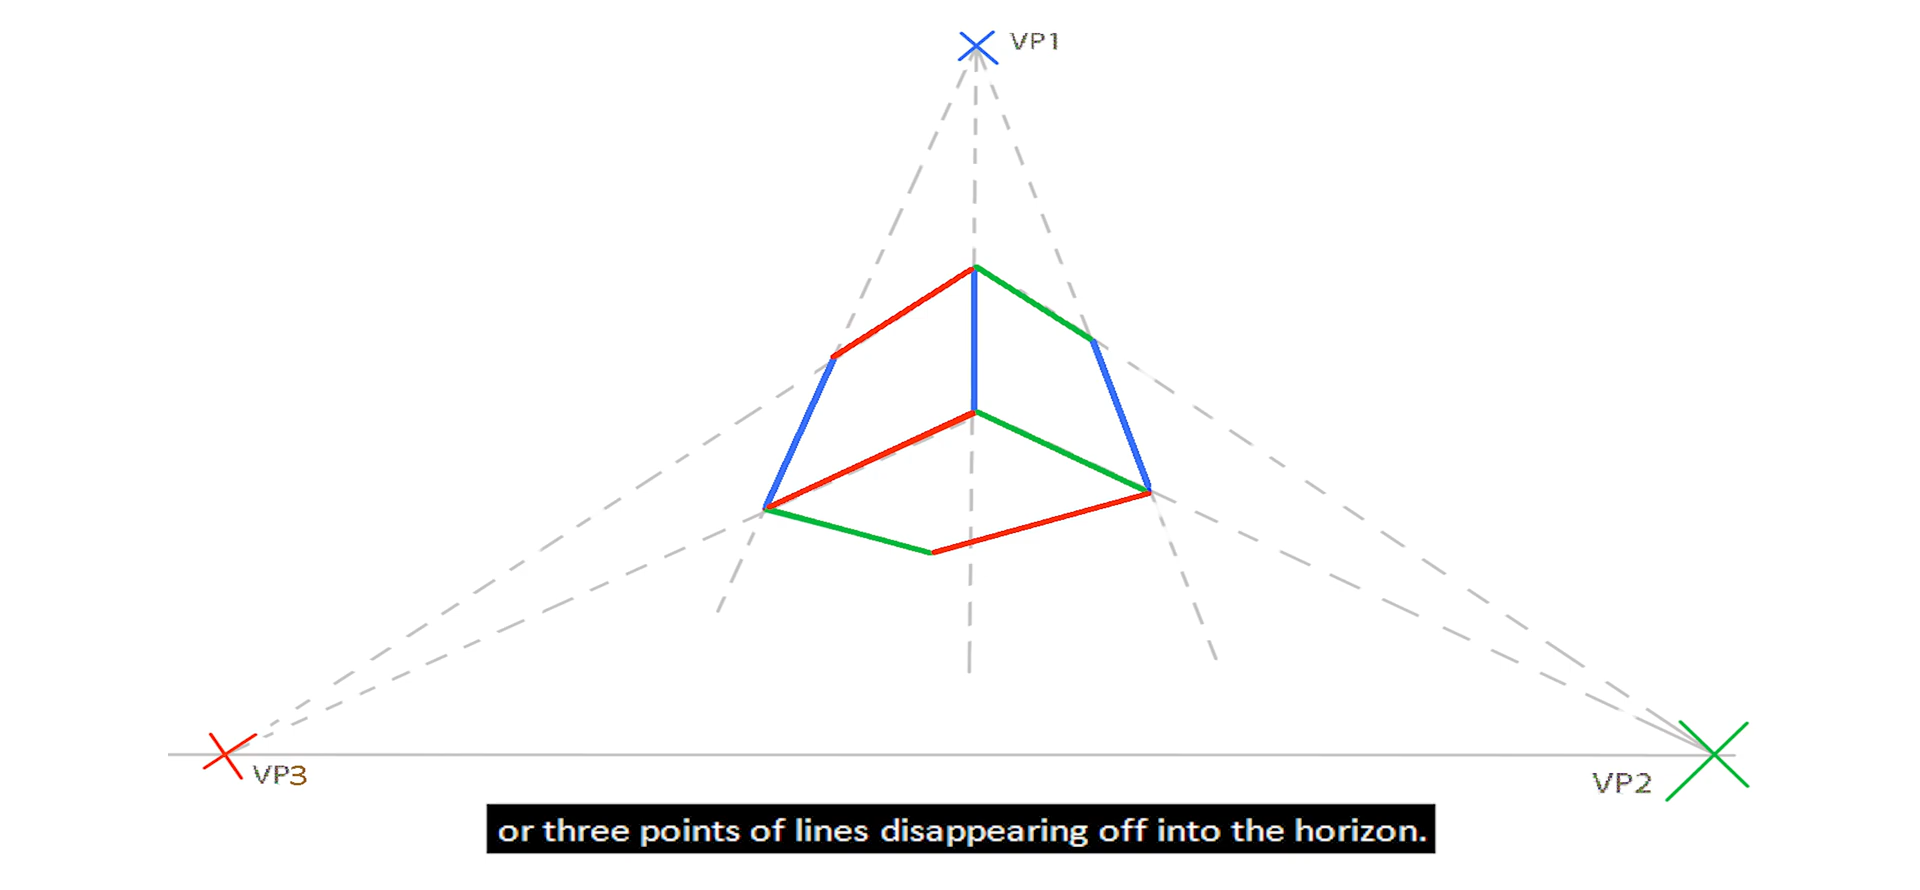 VP1
VP3
VP2
or three points of lines disappearing off into the horizon.